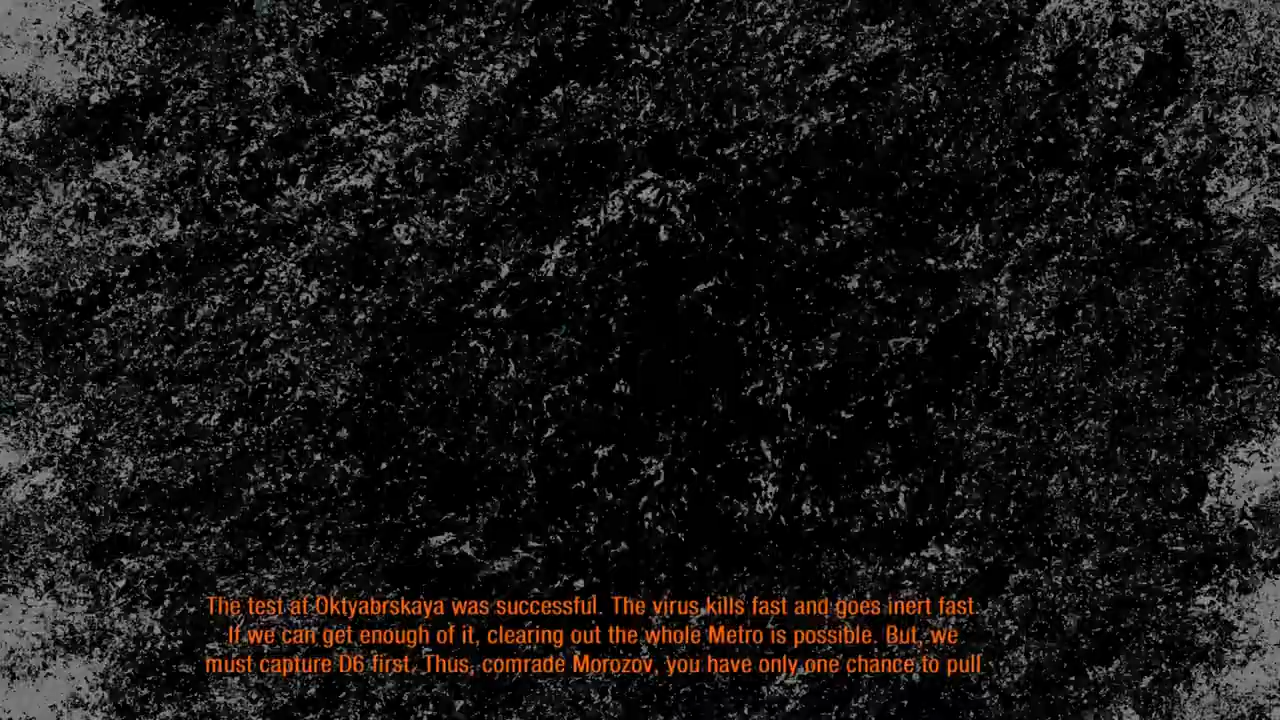 The test at Oktyabrskaya was successful. The virus kills fast and goes inert fast.
If we can get enough of it, clearing out the whole Metro is possible. But, we
must capture D6 first. Thus, comrade Morozov, you have only one chance to pull